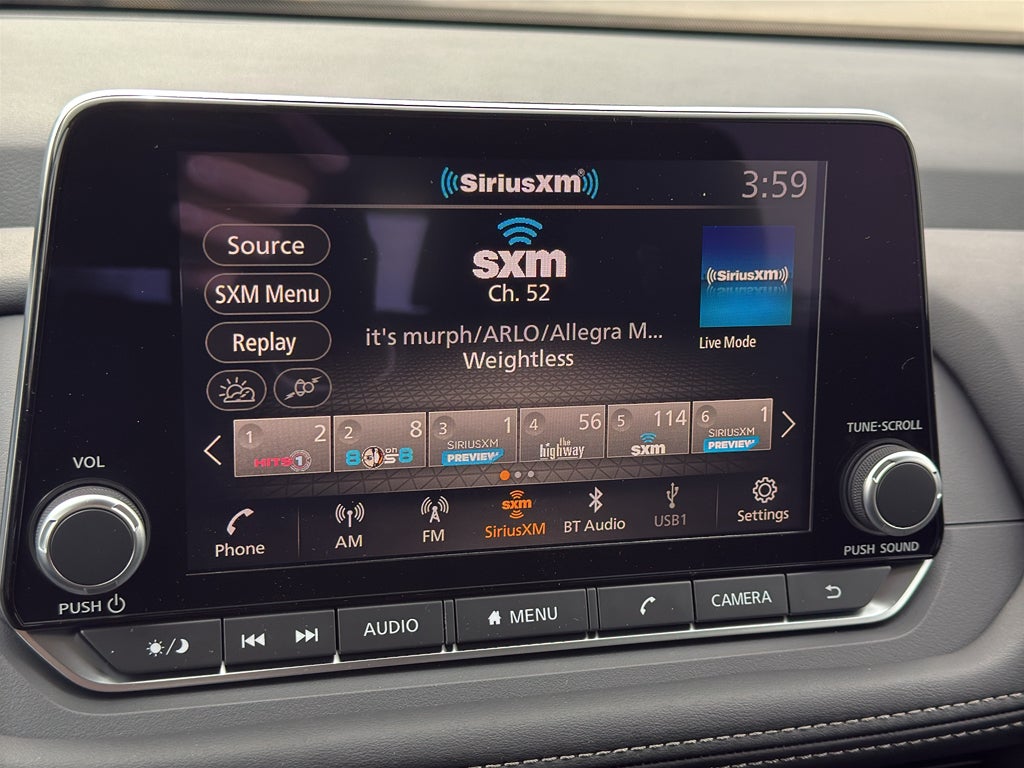 SiriusXM®
3:59
Source
SXM Menu
Replay
sxm
Ch. 52
it's murph/ARLO/Allegra M...
Weightless
((SiriusXM))
Live Mode
1 2 HITS 1
2 8 80s on 8
3 1 SIRIUSXM PREVIEW
4 56 the highway
5 114 sxm
6 1 SIRIUSXM PREVIEW
Phone
AM
FM
sxm
SiriusXM
BT Audio
USB1
Settings
VOL
PUSH
TUNE·SCROLL
PUSH SOUND
AUDIO
MENU
CAMERA